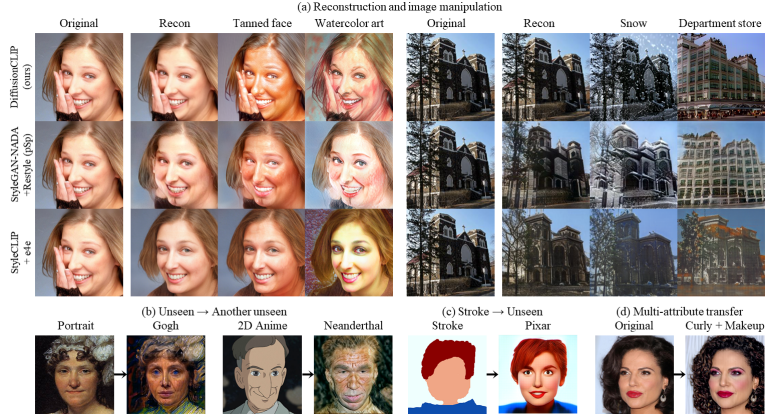 (a) Reconstruction and image manipulation
Original Recon Tanned face Watercolor art Original Recon Snow Department store
DiffusionCLIP
(ours)
StyleGAN-NADA
+Restyle (pSp)
StyleCLIP
+ e4e
(b) Unseen → Another unseen
(c) Stroke → Unseen
(d) Multi-attribute transfer
Portrait Gogh 2D Anime Neanderthal Stroke Pixar Original Curly + Makeup